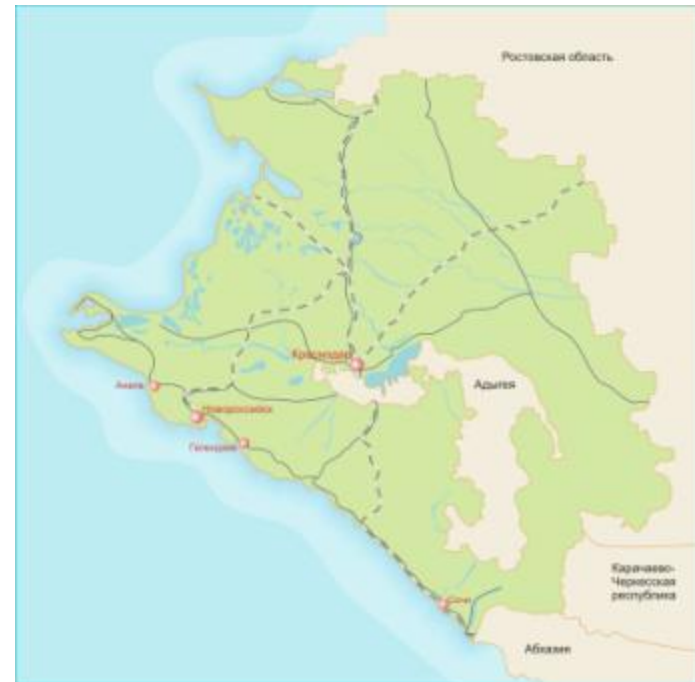 Ростовская область
Краснодар
Адыгея
Анапа
Новороссийск
Геленджик
Карачаево-
Черкесская
республика
Сочи
Абхазия